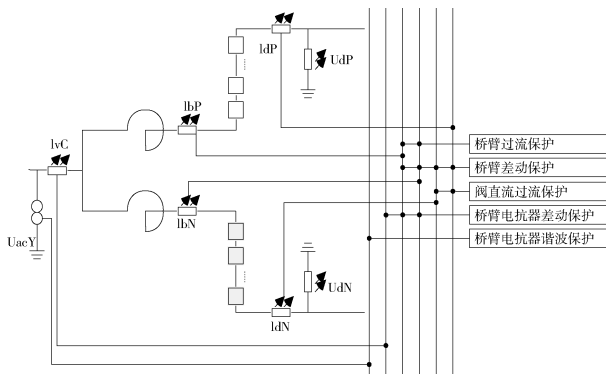 IdP
UdP
IbP
IvC
桥臂过流保护
桥臂差动保护
阀直流过流保护
桥臂电抗器差动保护
桥臂电抗器谐波保护
IbN
UacY
UdN
IdN